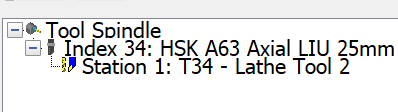 Tool Spindle
Index 34: HSK A63 Axial LIU 25mm
Station 1: T34 - Lathe Tool 2